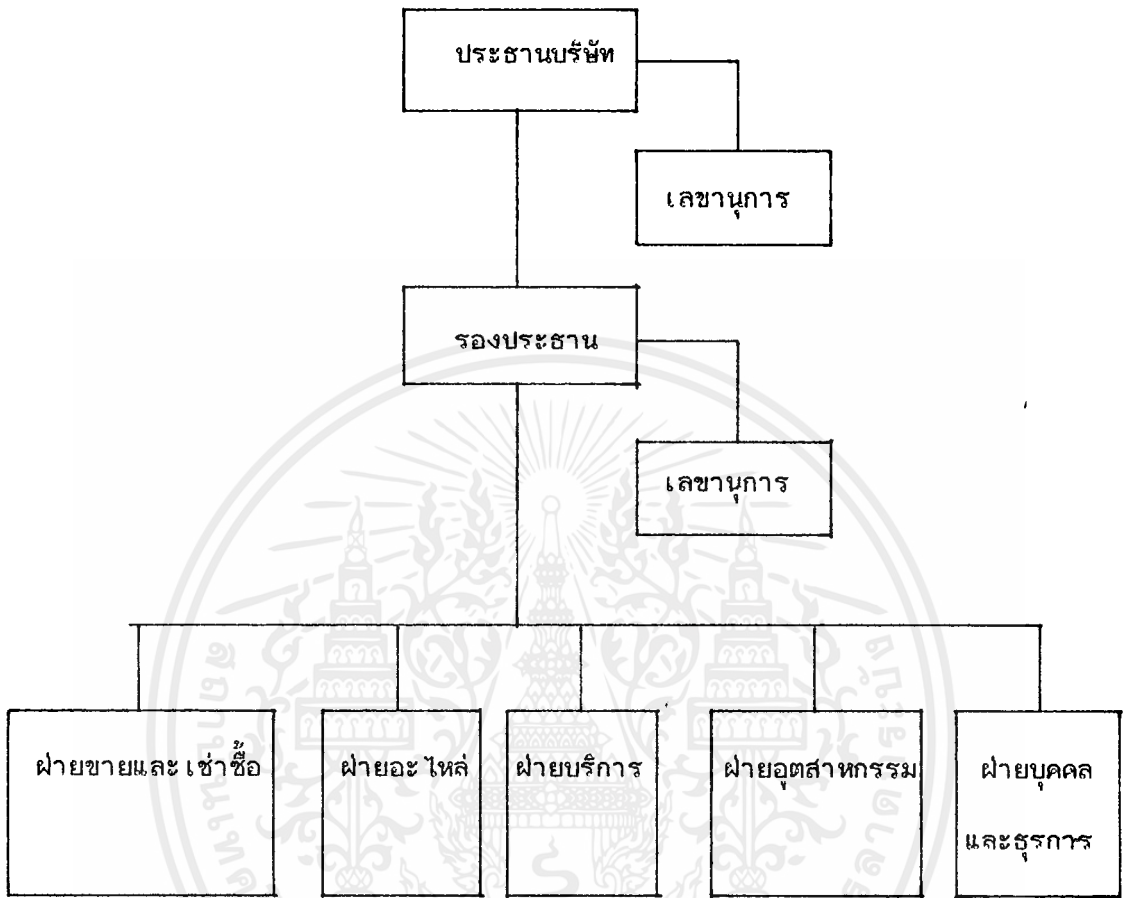 ประธานบริษัท
เลขานุการ
รองประธาน
เลขานุการ
ฝ่ายขายและเช่าซื้อ
ฝ่ายอะไหล่
ฝ่ายบริการ
ฝ่ายอุตสาหกรรม
ฝ่ายบุคคล
และธุรการ